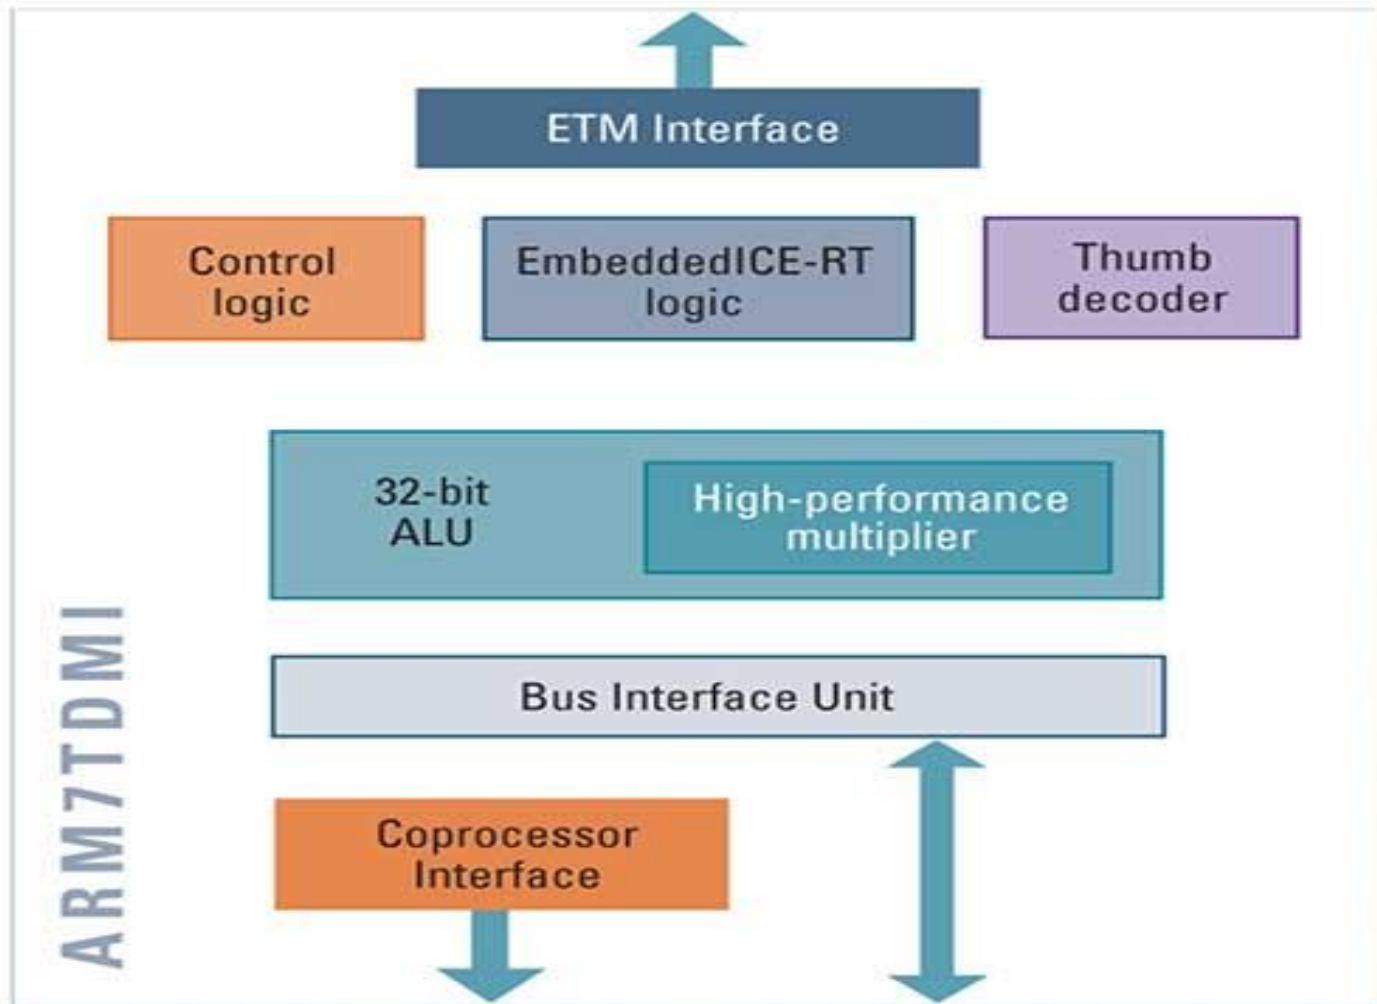 ETM Interface
Control
logic
EmbeddedICE-RT
logic
Thumb
decoder
32-bit
ALU
High-performance
multiplier
Bus Interface Unit
Coprocessor
Interface
ARM7TDMI